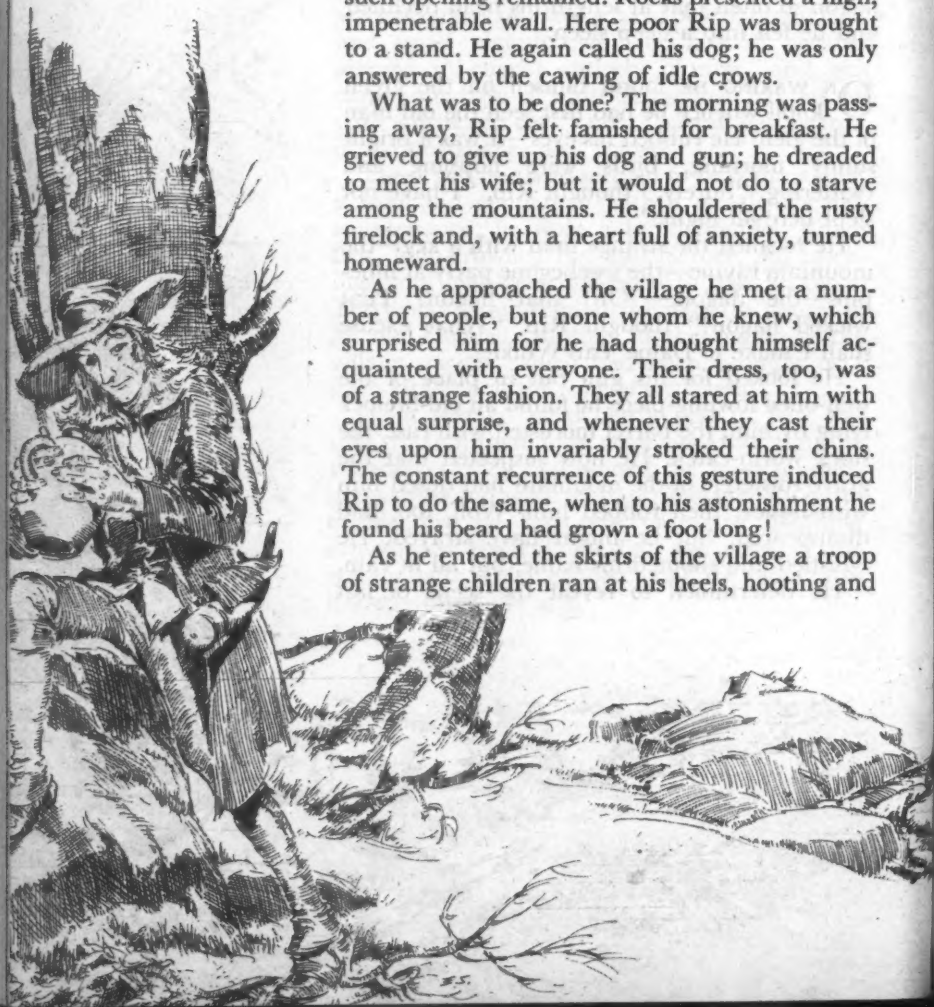 such opening remained. Rocks presented a high,
impenetrable wall. Here poor Rip was brought
to a stand. He again called his dog; he was only
answered by the cawing of idle crows.
What was to be done? The morning was pass-
ing away, Rip felt famished for breakfast. He
grieved to give up his dog and gun; he dreaded
to meet his wife; but it would not do to starve
among the mountains. He shouldered the rusty
firelock and, with a heart full of anxiety, turned
homeward
As he approached the village he met a num-
ber of people, but none whom he knew, which
surprised him for he had thought himself ac-
quainted with everyone. Their dress, too, was
of a strange fashion. They all stared at him with
equal surprise, and whenever they cast their
eyes upon him invariably stroked their chins.
The constant recurrence of this gesture induced
Rip to do the same, when to his astonishment he
found his beard had grown a foot long!
As he entered the skirts of the village a troop
of strange children ran at his heels, hooting and